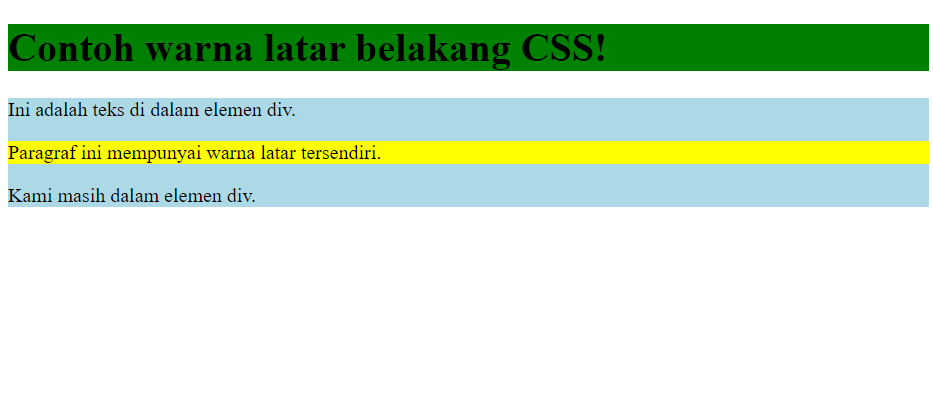 Contoh warna latar belakang CSS!
Ini adalah teks di dalam elemen div.
Paragraf ini mempunyai warna latar tersendiri.
Kami masih dalam elemen div.